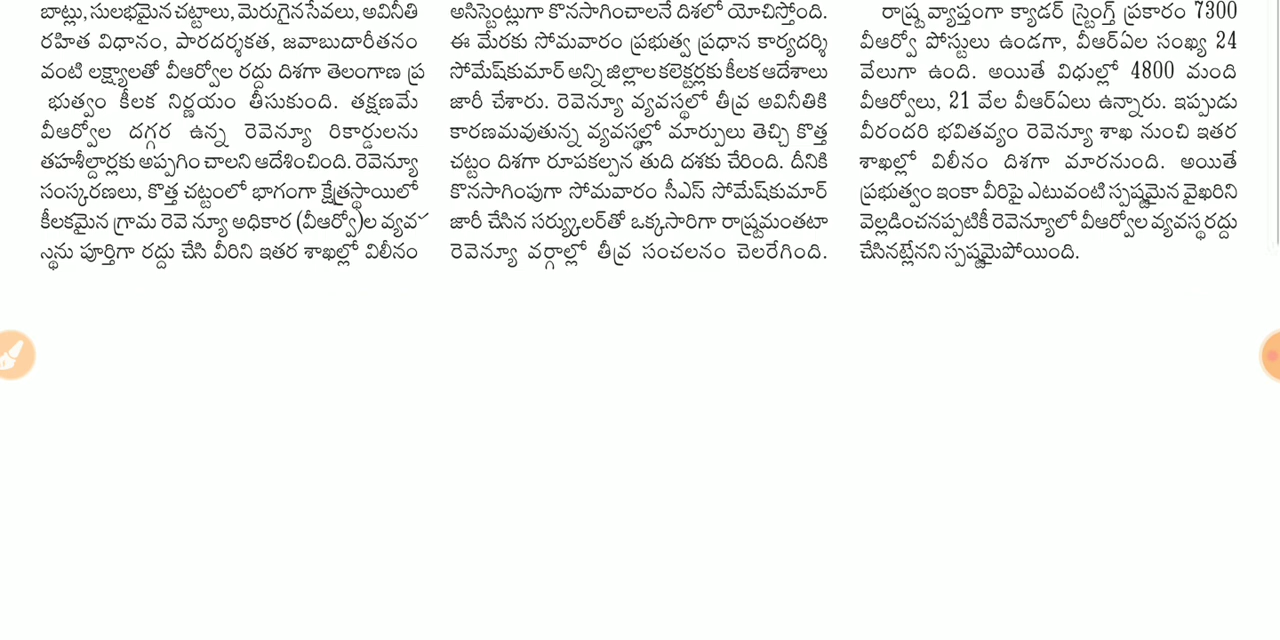 బాట్లు, సులభమైన చట్టాలు, మెరుగైన సేవలు, అవినీతి
రహిత విధానం, పారదర్శకత, జవాబుదారీతనం
వంటి లక్ష్యాలతో వీఆర్వోల రద్దు దిశగా తెలంగాణ ప్ర
భుత్వం కీలక నిర్ణయం తీసుకుంది. తక్షణమే
వీఆర్వోల దగ్గర ఉన్న రెవెన్యూ రికార్డులను
తహశీల్దార్లకు అప్పగిం చాలని ఆదేశించింది. రెవెన్యూ
సంస్కరణలు, కొత్త చట్టంలో భాగంగా క్షేత్రస్థాయిలో
కీలకమైన గ్రామ రెవె న్యూ అధికార (వీఆర్వో)ల వ్యవ
స్థను పూర్తిగా రద్దు చేసి వీరిని ఇతర శాఖల్లో విలీనం
అసిస్టెంట్లుగా కొనసాగించాలనే దిశలో యోచిస్తోంది.
ఈ మేరకు సోమవారం ప్రభుత్వ ప్రధాన కార్యదర్శి
సోమేష్‌కుమార్ అన్ని జిల్లాల కలెక్టర్లకు కీలక ఆదేశాలు
జారీ చేశారు. రెవెన్యూ వ్యవస్థలో తీవ్ర అవినీతికి
కారణమవుతున్న వ్యవస్థల్లో మార్పులు తెచ్చి కొత్త
చట్టం దిశగా రూపకల్పన తుది దశకు చేరింది. దీనికి
కొనసాగింపుగా సోమవారం సీఎస్ సోమేష్‌కుమార్
జారీ చేసిన సర్క్యులర్‌తో ఒక్కసారిగా రాష్ట్రమంతటా
రెవెన్యూ వర్గాల్లో తీవ్ర సంచలనం చెలరేగింది.
రాష్ట్ర వ్యాప్తంగా క్యాడర్ స్ట్రెంగ్త్ ప్రకారం 7300
వీఆర్వో పోస్టులు ఉండగా, వీఆర్ఏల సంఖ్య 24
వేలుగా ఉంది. అయితే విధుల్లో 4800 మంది
వీఆర్వోలు, 21 వేల వీఆర్ఏలు ఉన్నారు. ఇప్పుడు
వీరందరి భవితవ్యం రెవెన్యూ శాఖ నుంచి ఇతర
శాఖల్లో విలీనం దిశగా మారనుంది. అయితే
ప్రభుత్వం ఇంకా వీరిపై ఎటువంటి స్పష్టమైన వైఖరిని
వెల్లడించనప్పటికీ రెవెన్యూలో వీఆర్వోల వ్యవస్థ రద్దు
చేసినట్లేనని స్పష్టమైపోయింది.